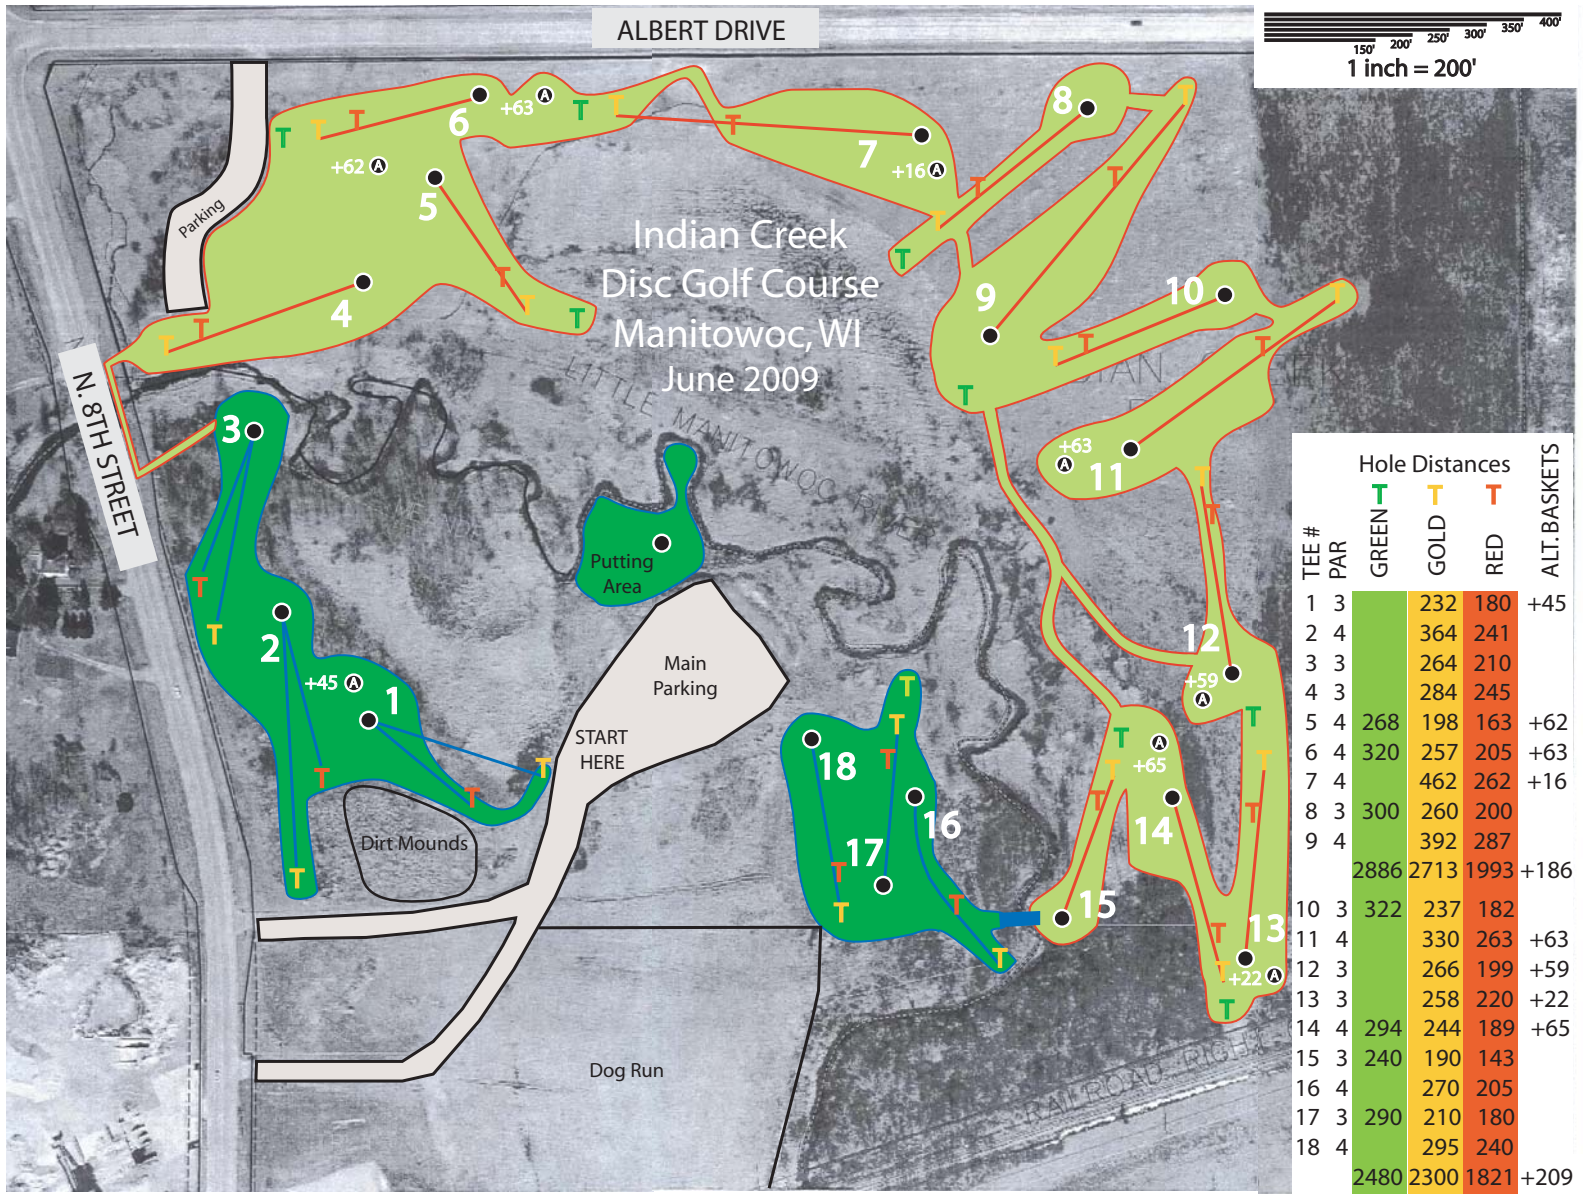 ALBERT DRIVE
150' 200' 250' 300' 350' 400'
1 inch = 200'
Parking
6
+63 A
T
+62 A
5
4
7
+16 A
8
9
10
Indian Creek
Disc Golf Course
Manitowoc, WI
June 2009
N. 8TH STREET
LITTLE MANITOWOC RIVER
3
2
+45 A
1
+63 A
11
12
+59 A
Putting
Area
Main
Parking
START
HERE
Dirt Mounds
18
17
16
15
14
+65 A
13
+22 A
Dog Run
RAILROAD RIGHT
Hole Distances
T T T
TEE # PAR GREEN GOLD RED ALT. BASKETS
1 3 232 180 +45
2 4 364 241
3 3 264 210
4 3 284 245
5 4 268 198 163 +62
6 4 320 257 205 +63
7 4 462 262 +16
8 3 300 260 200
9 4 392 287
2886 2713 1993 +186
10 3 322 237 182
11 4 330 263 +63
12 3 266 199 +59
13 3 258 220 +22
14 4 294 244 189 +65
15 3 240 190 143
16 4 270 205
17 3 290 210 180
18 4 295 240
2480 2300 1821 +209